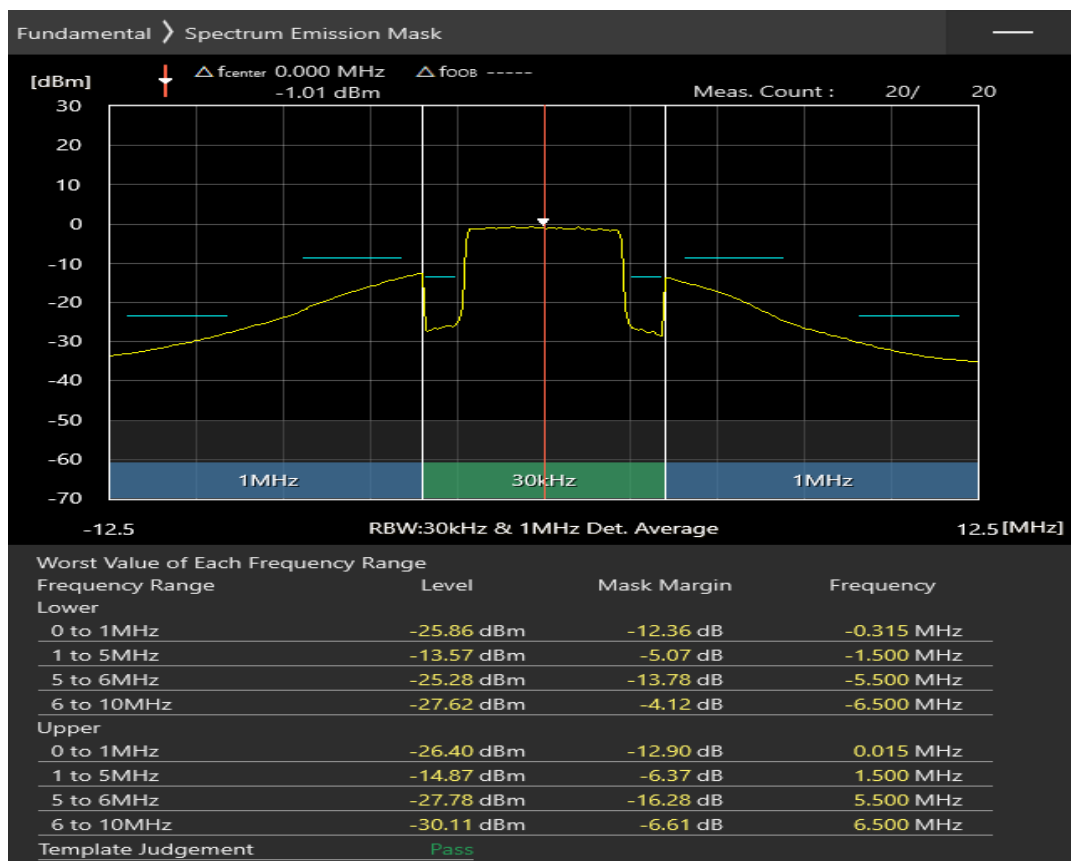 Fundamental ❯ Spectrum Emission Mask
[dBm] △ fcenter 0.000 MHz △ fOOB -----
-1.01 dBm Meas. Count : 20/ 20
30
20
10
0
-10
-20
-30
-40
-50
-60
-70
1MHz 30kHz 1MHz
-12.5 RBW:30kHz & 1MHz Det. Average 12.5 [MHz]
Worst Value of Each Frequency Range
Frequency Range Level Mask Margin Frequency
Lower
0 to 1MHz -25.86 dBm -12.36 dB -0.315 MHz
1 to 5MHz -13.57 dBm -5.07 dB -1.500 MHz
5 to 6MHz -25.28 dBm -13.78 dB -5.500 MHz
6 to 10MHz -27.62 dBm -4.12 dB -6.500 MHz
Upper
0 to 1MHz -26.40 dBm -12.90 dB 0.015 MHz
1 to 5MHz -14.87 dBm -6.37 dB 1.500 MHz
5 to 6MHz -27.78 dBm -16.28 dB 5.500 MHz
6 to 10MHz -30.11 dBm -6.61 dB 6.500 MHz
Template Judgement Pass